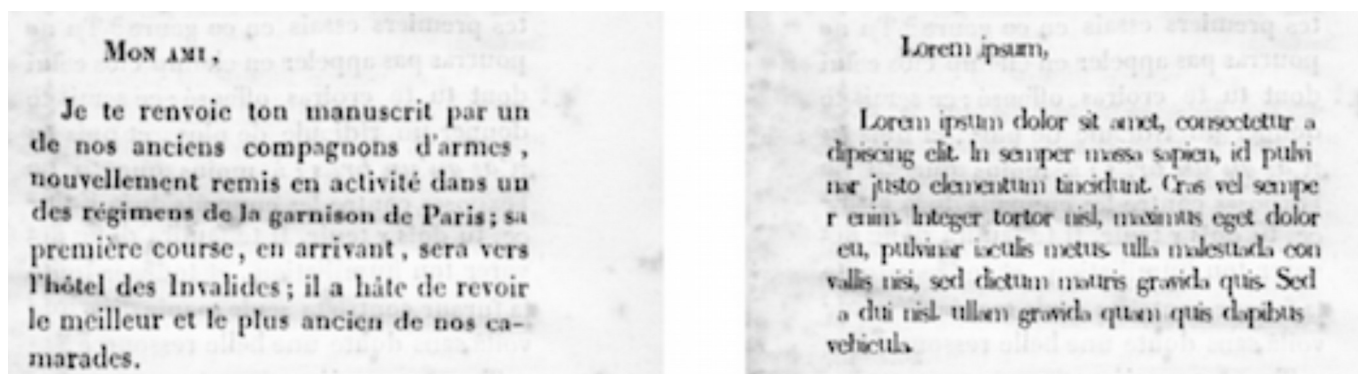 MON AMI,
Je te renvoie ton manuscrit par un
de nos anciens compagnons d'armes,
nouvellement remis en activité dans un
des régimens de la garnison de Paris; sa
première course, en arrivant, sera vers
l'hôtel des Invalides; il a hâte de revoir
le meilleur et le plus ancien de nos ca-
marades.
Lorem ipsum,
Lorem ipsum dolor sit amet, consectetur a
dipiscing elit. In semper massa sapien, id pulvi
nar justo elementum tincidunt. Cras vel sempe
r enim. Integer tortor nisl, maximus eget dolor
eu, pulvinar iaculis metus. ulla malesuada con
vallis nisi, sed dictum mauris gravida quis. Sed
a dui nisl. ullam gravida quam quis dapibus
vehicula.